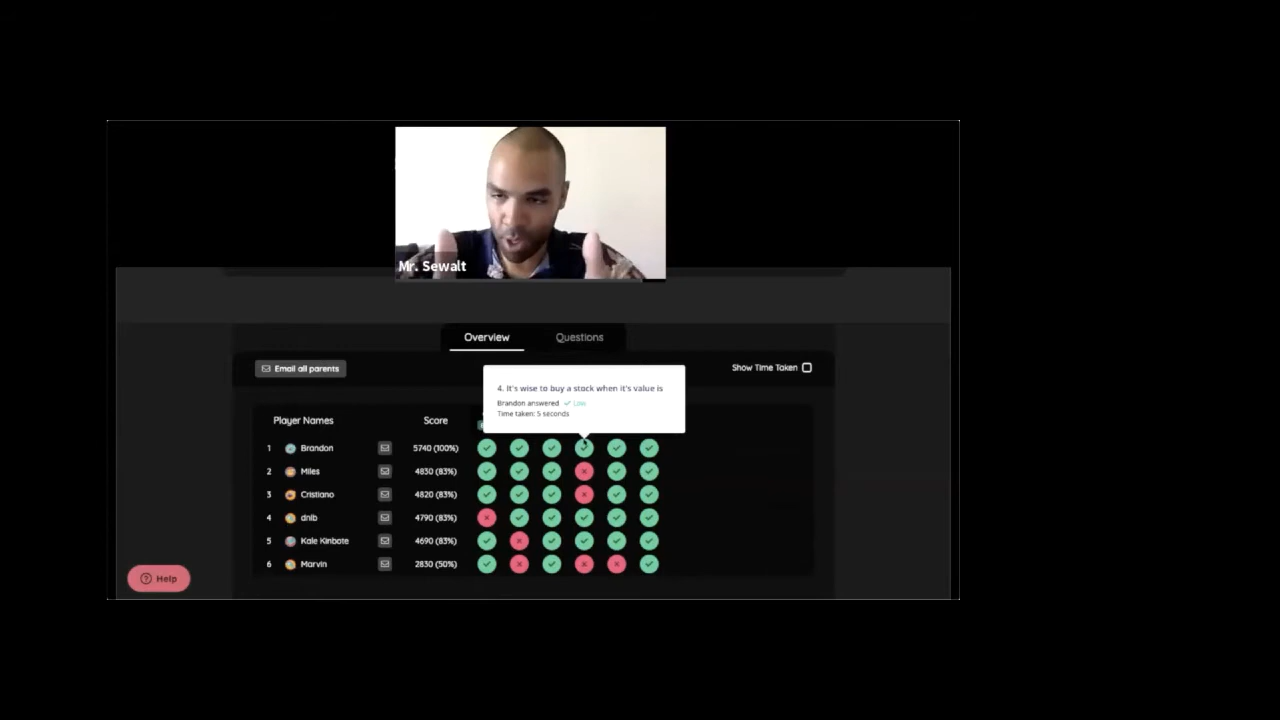 Mr. Sewalt
Overview Questions
Email all parents
Show Time Taken
4. It's wise to buy a stock when it's value is
Brandon answered Low
Time taken: 5 seconds
Player Names Score
1 Brandon 5740 (100%)
2 Miles 4830 (83%)
3 Cristiano 4820 (83%)
4 dnlb 4790 (83%)
5 Kale Kinbote 4690 (83%)
6 Marvin 2830 (50%)
Help